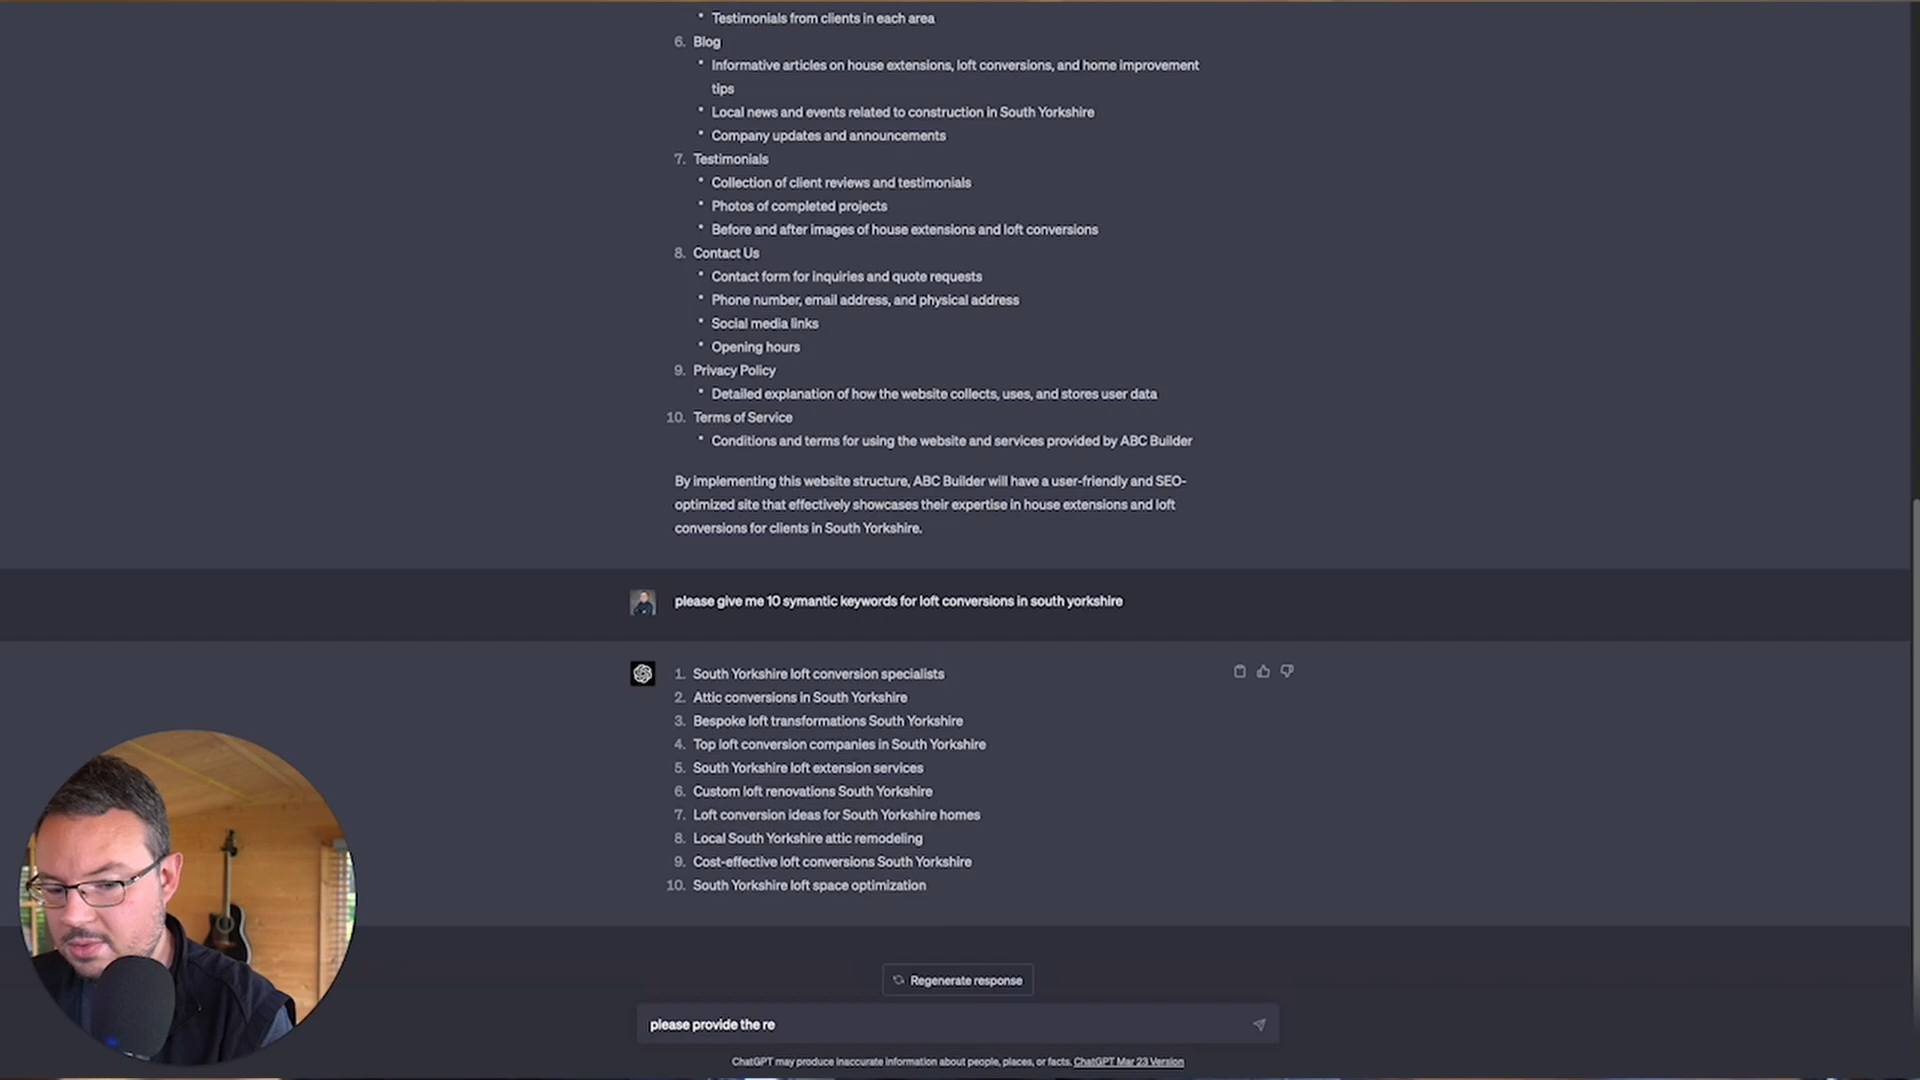 • Testimonials from clients in each area
6. Blog
• Informative articles on house extensions, loft conversions, and home improvement
tips
• Local news and events related to construction in South Yorkshire
• Company updates and announcements
7. Testimonials
• Collection of client reviews and testimonials
• Photos of completed projects
• Before and after images of house extensions and loft conversions
8. Contact Us
• Contact form for inquiries and quote requests
• Phone number, email address, and physical address
• Social media links
• Opening hours
9. Privacy Policy
• Detailed explanation of how the website collects, uses, and stores user data
10. Terms of Service
• Conditions and terms for using the website and services provided by ABC Builder
By implementing this website structure, ABC Builder will have a user-friendly and SEO-
optimized site that effectively showcases their expertise in house extensions and loft
conversions for clients in South Yorkshire.
please give me 10 symantic keywords for loft conversions in south yorkshire
1. South Yorkshire loft conversion specialists
2. Attic conversions in South Yorkshire
3. Bespoke loft transformations South Yorkshire
4. Top loft conversion companies in South Yorkshire
5. South Yorkshire loft extension services
6. Custom loft renovations South Yorkshire
7. Loft conversion ideas for South Yorkshire homes
8. Local South Yorkshire attic remodeling
9. Cost-effective loft conversions South Yorkshire
10. South Yorkshire loft space optimization
Regenerate response
please provide the re
ChatGPT may produce inaccurate information about people, places, or facts. ChatGPT Mar 23 Version